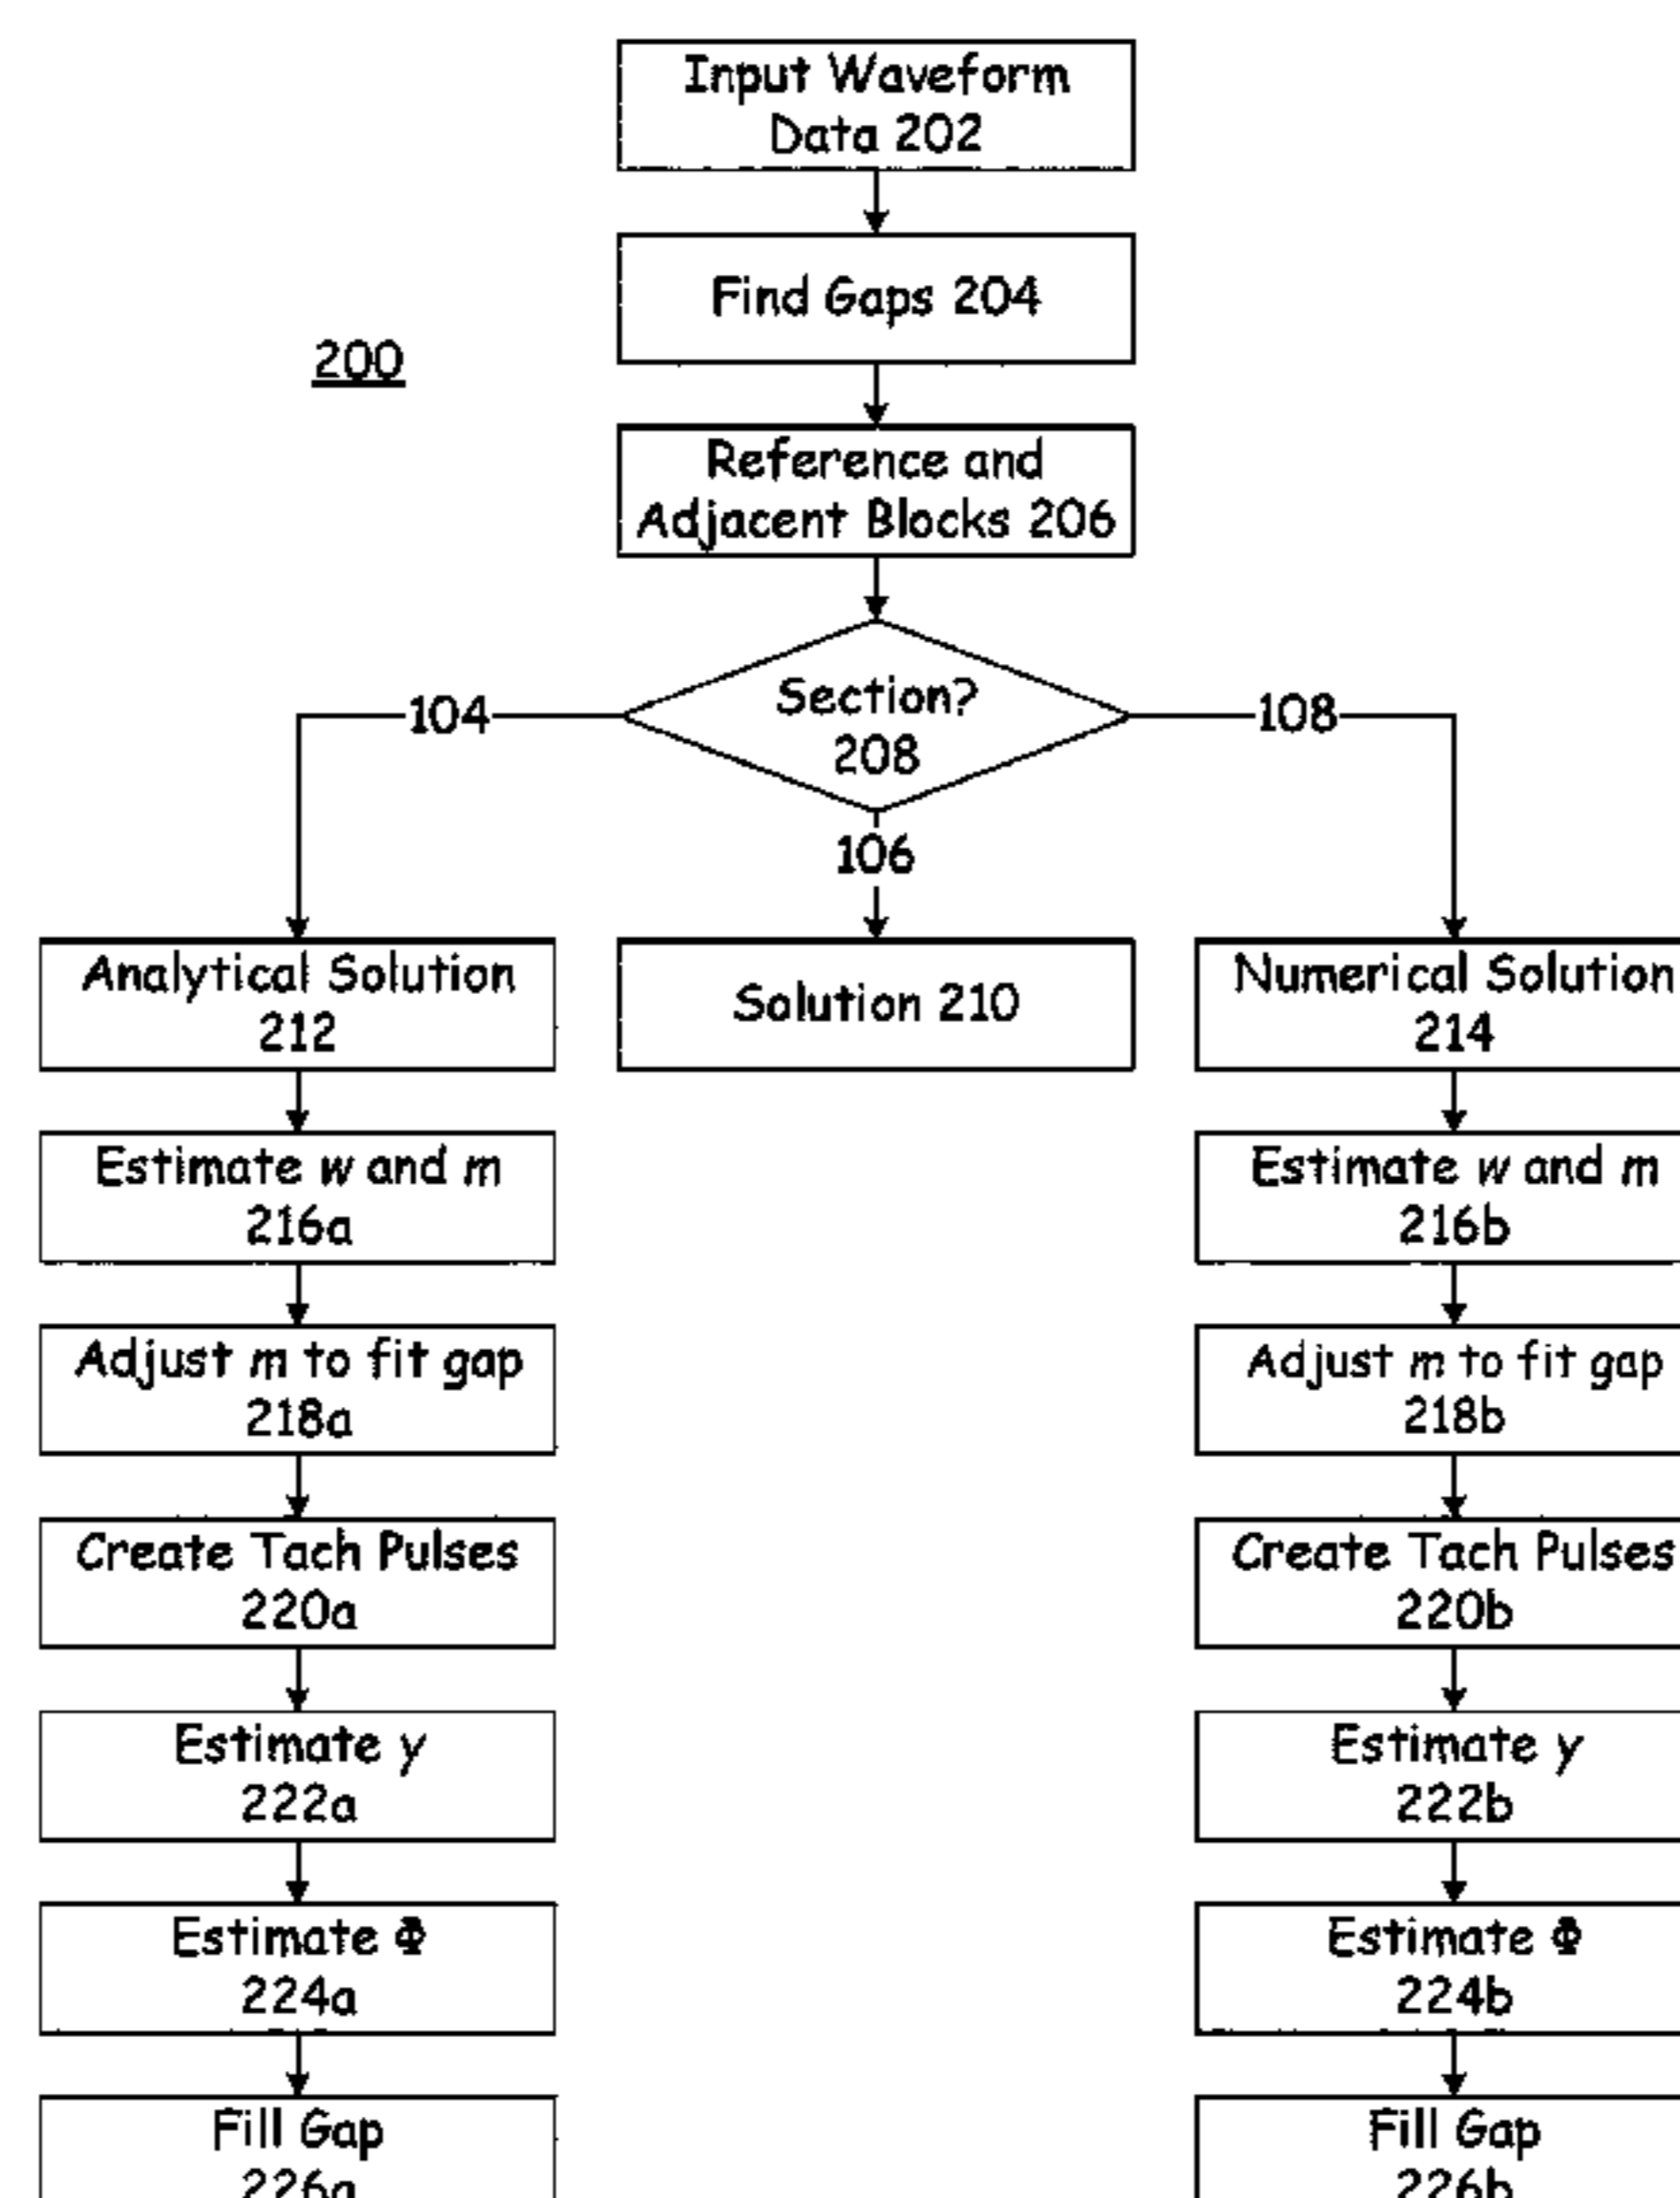 Input Waveform
Data 202
Find Gaps 204
200
Reference and
Adjacent Blocks 206
Section?
208
104
108
106
Analytical Solution
212
Solution 210
Numerical Solution
214
Estimate w and m
216a
Estimate w and m
216b
Adjust m to fit gap
218a
Adjust m to fit gap
218b
Create Tach Pulses
220a
Create Tach Pulses
220b
Estimate y
222a
Estimate y
222b
Estimate Φ
224a
Estimate Φ
224b
Fill Gap
226a
Fill Gap
226b